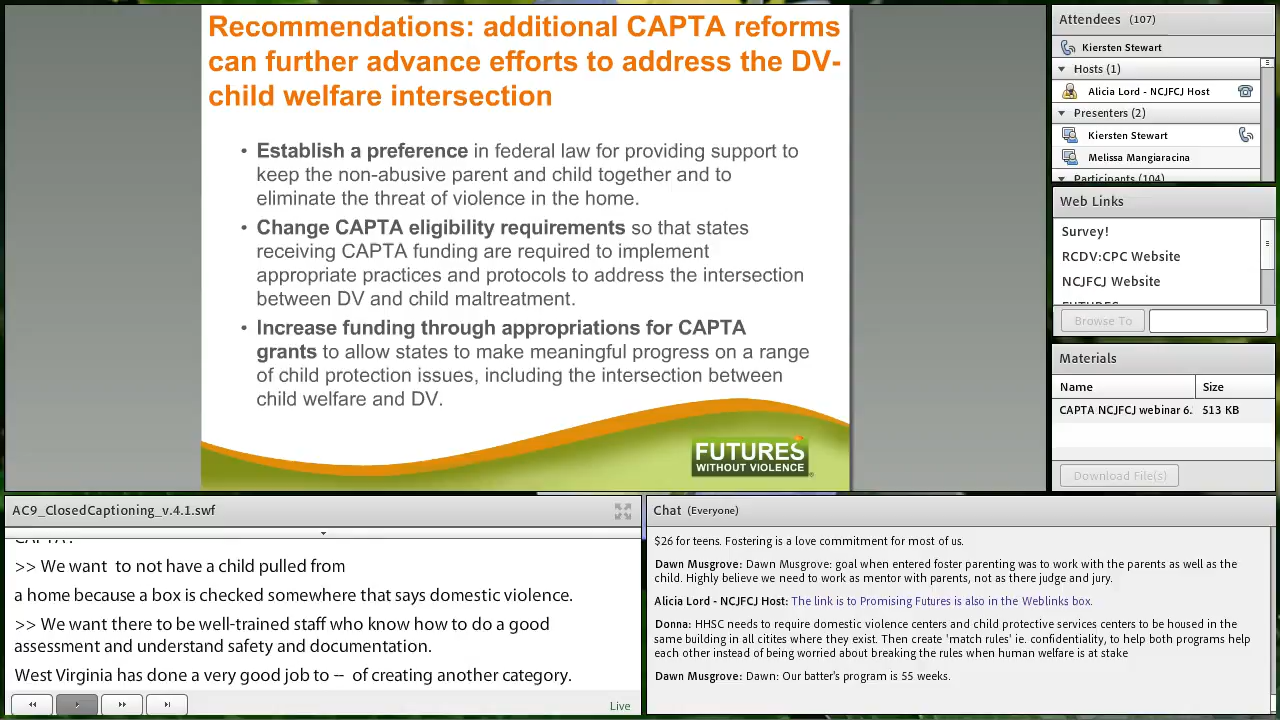 Recommendations: additional CAPTA reforms
can further advance efforts to address the DV-
child welfare intersection
• Establish a preference in federal law for providing support to
keep the non-abusive parent and child together and to
eliminate the threat of violence in the home.
• Change CAPTA eligibility requirements so that states
receiving CAPTA funding are required to implement
appropriate practices and protocols to address the intersection
between DV and child maltreatment.
• Increase funding through appropriations for CAPTA
grants to allow states to make meaningful progress on a range
of child protection issues, including the intersection between
child welfare and DV.
FUTURES
WITHOUT VIOLENCE
Attendees (107)
Kiersten Stewart
Hosts (1)
Alicia Lord - NCJFCJ Host
Presenters (2)
Kiersten Stewart
Melissa Mangiaracina
Participants (104)
Web Links
Survey!
RCDV:CPC Website
NCJFCJ Website
FUTURES
Browse To
Materials
Name Size
CAPTA NCJFCJ webinar 6. 513 KB
Download File(s)
AC9_ClosedCaptioning_v.4.1.swf
>> We want to not have a child pulled from
a home because a box is checked somewhere that says domestic violence.
>> We want there to be well-trained staff who know how to do a good
assessment and understand safety and documentation.
West Virginia has done a very good job to -- of creating another category.
Live
Chat (Everyone)
$26 for teens. Fostering is a love commitment for most of us.
Dawn Musgrove: Dawn Musgrove: goal when entered foster parenting was to work with the parents as well as the
child. Highly believe we need to work as mentor with parents, not as there judge and jury.
Alicia Lord - NCJFCJ Host: The link is to Promising Futures is also in the Weblinks box.
Donna: HHSC needs to require domestic violence centers and child protective services centers to be housed in the
same building in all citites where they exist. Then create 'match rules' ie. confidentiality, to help both programs help
each other instead of being worried about breaking the rules when human welfare is at stake
Dawn Musgrove: Dawn: Our batter's program is 55 weeks.